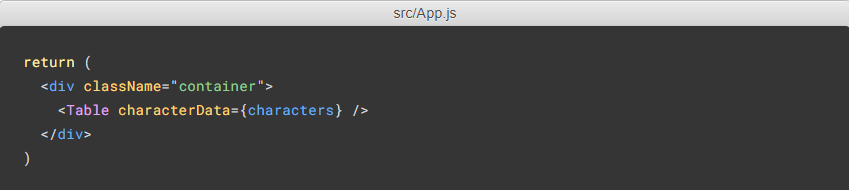 src/App.js
return (
  <div className="container">
    <Table characterData={characters} />
  </div>
)